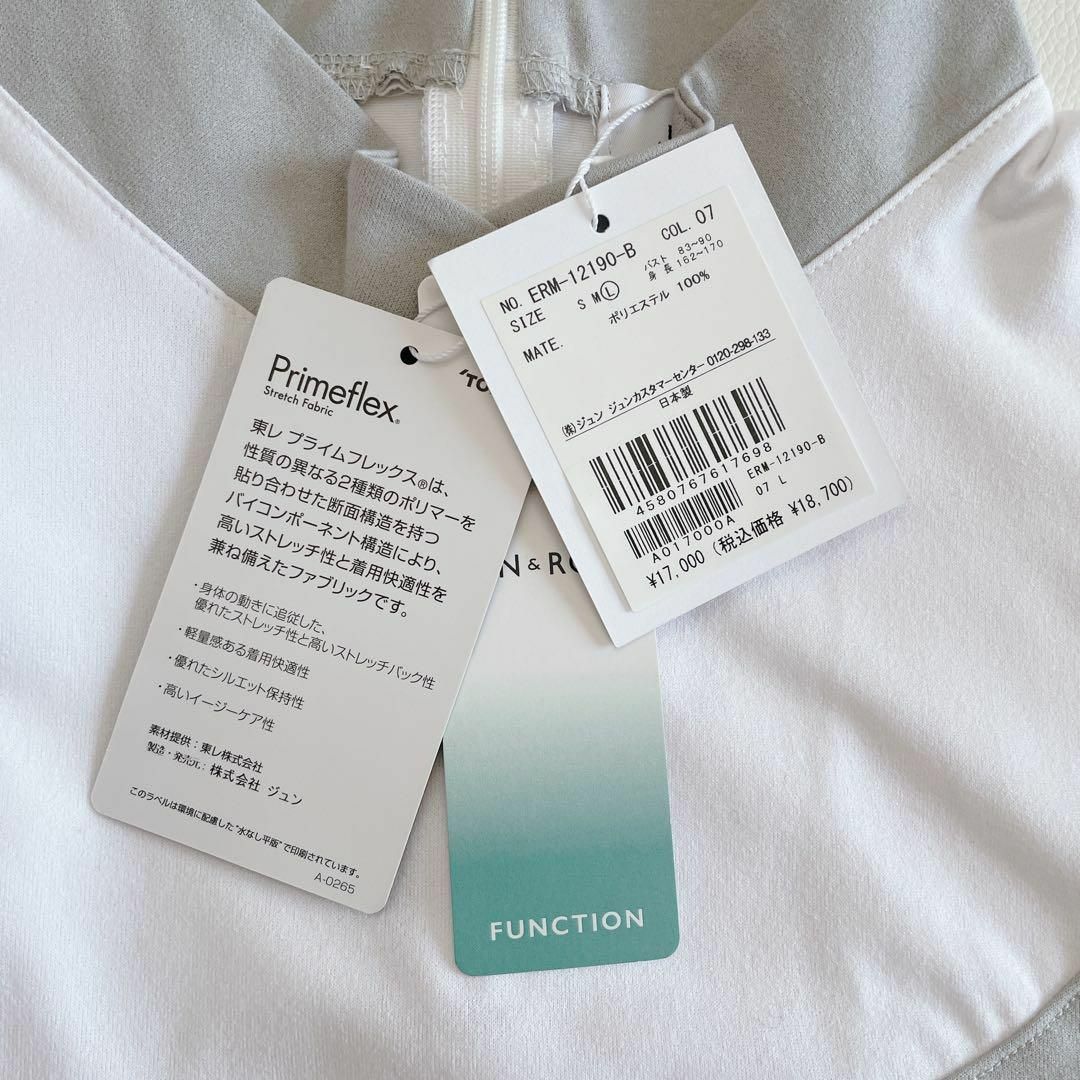 Primeflex®
Stretch Fabric
東レ プライムフレックス®は、
性質の異なる2種類のポリマーを
貼り合わせた断面構造を持つ
バイコンポーネント構造により、
高いストレッチ性と着用快適性を
兼ね備えたファブリックです。
・身体の動きに追従した、
優れたストレッチ性と高いストレッチバック性
・軽量感ある着用快適性
・優れたシルエット保持性
・高いイージーケア性
素材提供：東レ株式会社
製造・発売元：株式会社 ジュン
このラベルは環境に配慮した"水なし平版"で印刷されています。
A-0265
NO. ERM-12190-B COL. 07
SIZE S M L バスト 83~90
身 長 162~170
MATE. ポリエステル 100%
(株)ジュン ジュンカスタマーセンター 0120-298-133
日本製
4580767617698
ERM-12190-B
07 L
A017000A
¥17,000 (税込価格 ¥18,700)
N & RO
FUNCTION